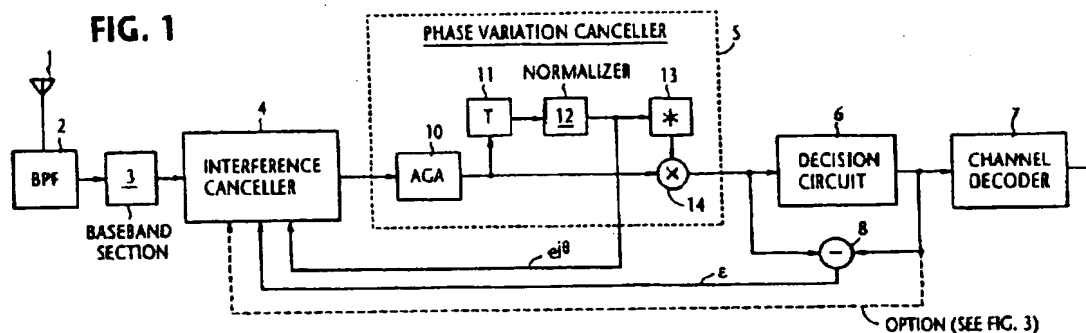 FIG. 1
1
2
BPF
3
BASEBAND
SECTION
4
INTERFERENCE
CANCELLER
PHASE VARIATION CANCELLER
5
10
AGA
11
T
NORMALIZER
12
13
*
×
14
6
DECISION
CIRCUIT
7
CHANNEL
DECODER
8
−
ejθ
ε
OPTION (SEE FIG. 3)